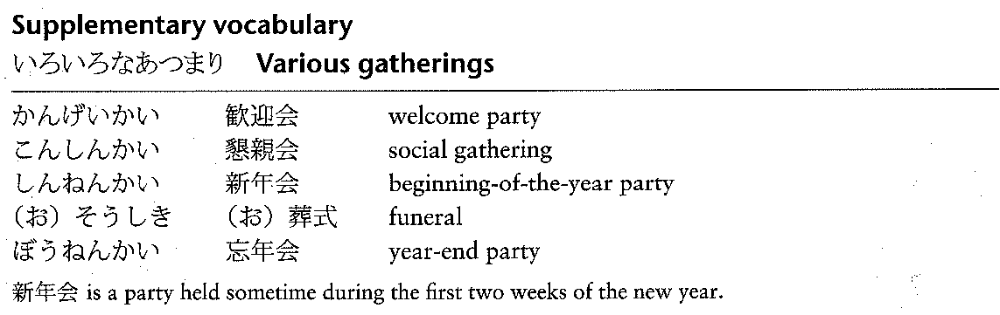 Supplementary vocabulary
いろいろなあつまり Various gatherings
かんげいかい 歓迎会 welcome party
こんしんかい 懇親会 social gathering
しんねんかい 新年会 beginning-of-the-year party
（お）そうしき （お）葬式 funeral
ぼうねんかい 忘年会 year-end party
新年会 is a party held sometime during the first two weeks of the new year.